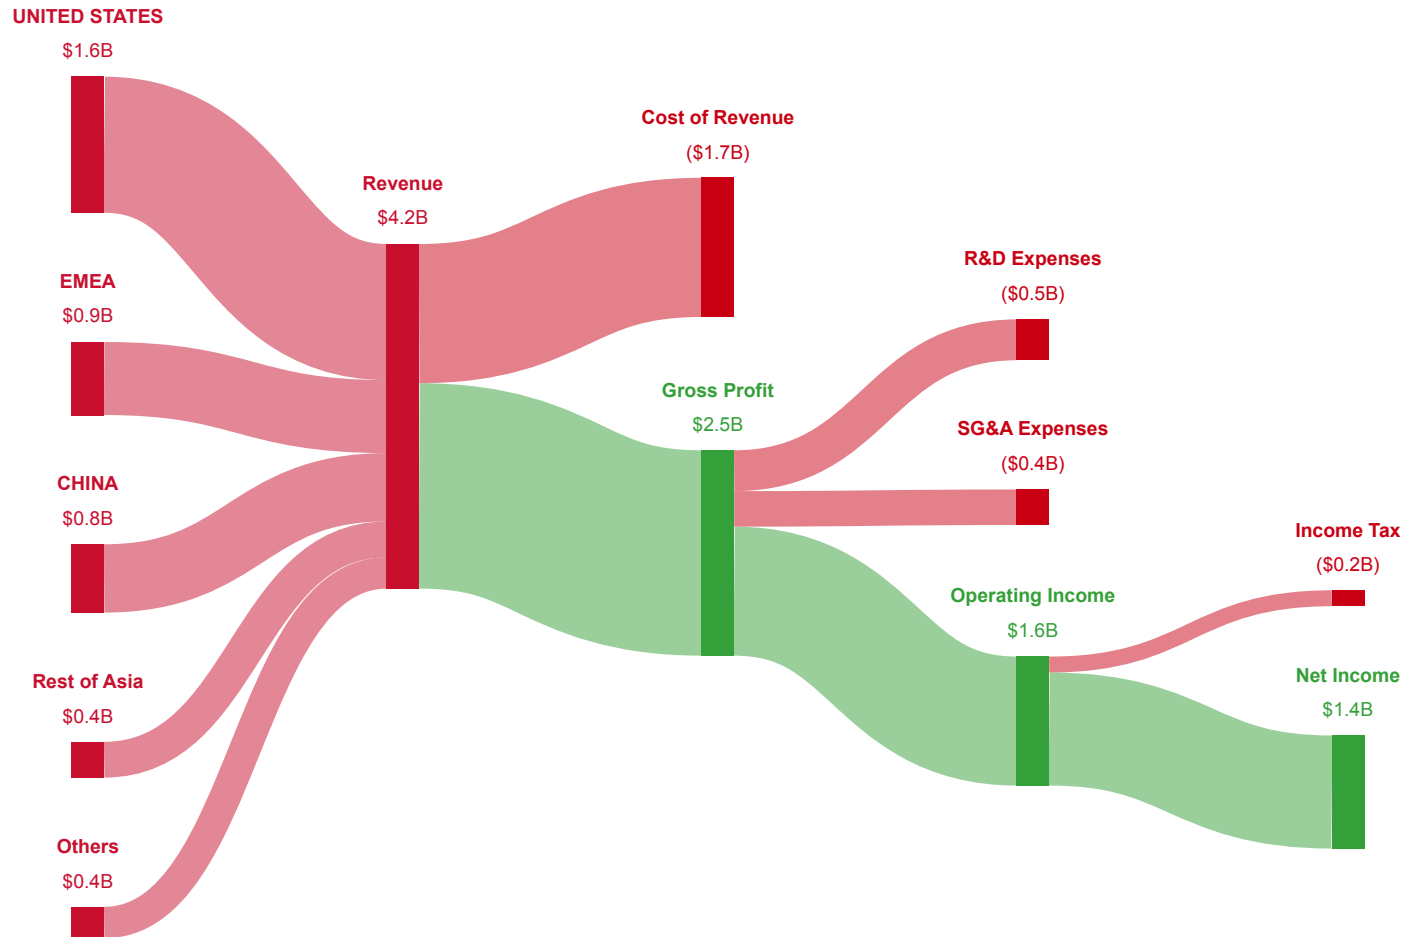 UNITED STATES
$1.6B
EMEA
$0.9B
CHINA
$0.8B
Rest of Asia
$0.4B
Others
$0.4B
Revenue
$4.2B
Cost of Revenue
($1.7B)
Gross Profit
$2.5B
R&D Expenses
($0.5B)
SG&A Expenses
($0.4B)
Operating Income
$1.6B
Income Tax
($0.2B)
Net Income
$1.4B